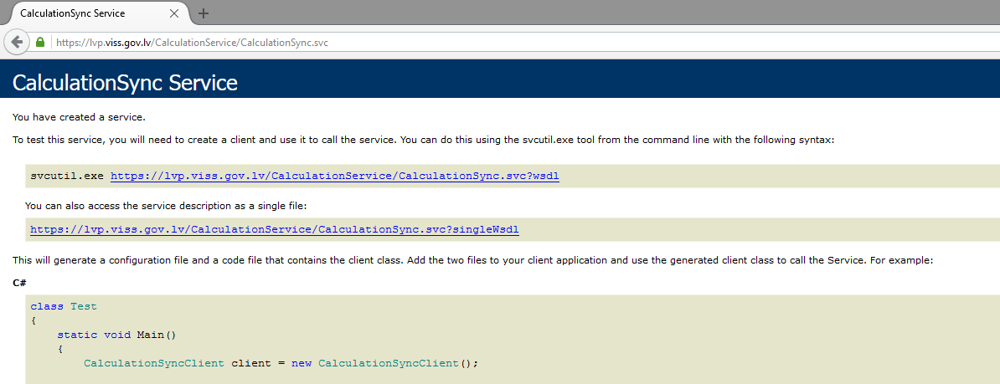 CalculationSync Service
https://lvp.viss.gov.lv/CalculationService/CalculationSync.svc
CalculationSync Service
You have created a service.
To test this service, you will need to create a client and use it to call the service. You can do this using the svcutil.exe tool from the command line with the following syntax:
svcutil.exe https://lvp.viss.gov.lv/CalculationService/CalculationSync.svc?wsdl
You can also access the service description as a single file:
https://lvp.viss.gov.lv/CalculationService/CalculationSync.svc?singleWsdl
This will generate a configuration file and a code file that contains the client class. Add the two files to your client application and use the generated client class to call the Service. For example:
C#
class Test
{
static void Main()
{
CalculationSyncClient client = new CalculationSyncClient();